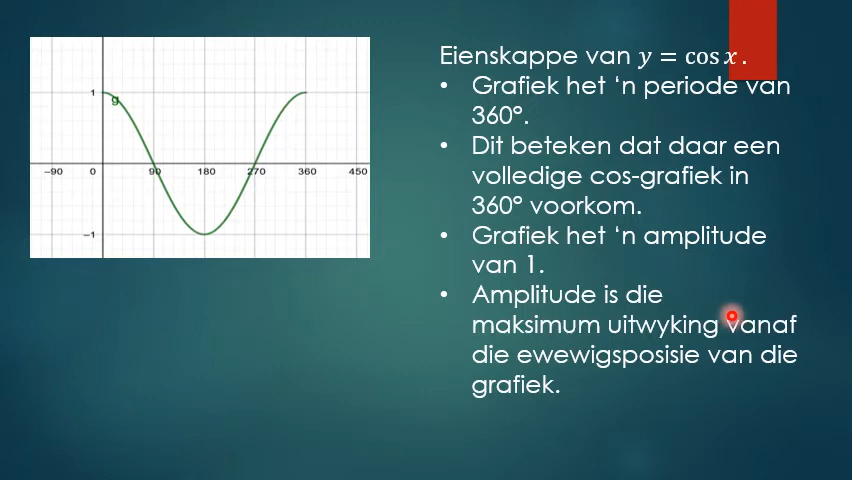 1
g
−90 0 90 180 270 360 450
−1
Eienskappe van y = cos x .
• Grafiek het ‘n periode van
360°.
• Dit beteken dat daar een
volledige cos-grafiek in
360° voorkom.
• Grafiek het ‘n amplitude
van 1.
• Amplitude is die
maksimum uitwyking vanaf
die ewewigsposisie van die
grafiek.